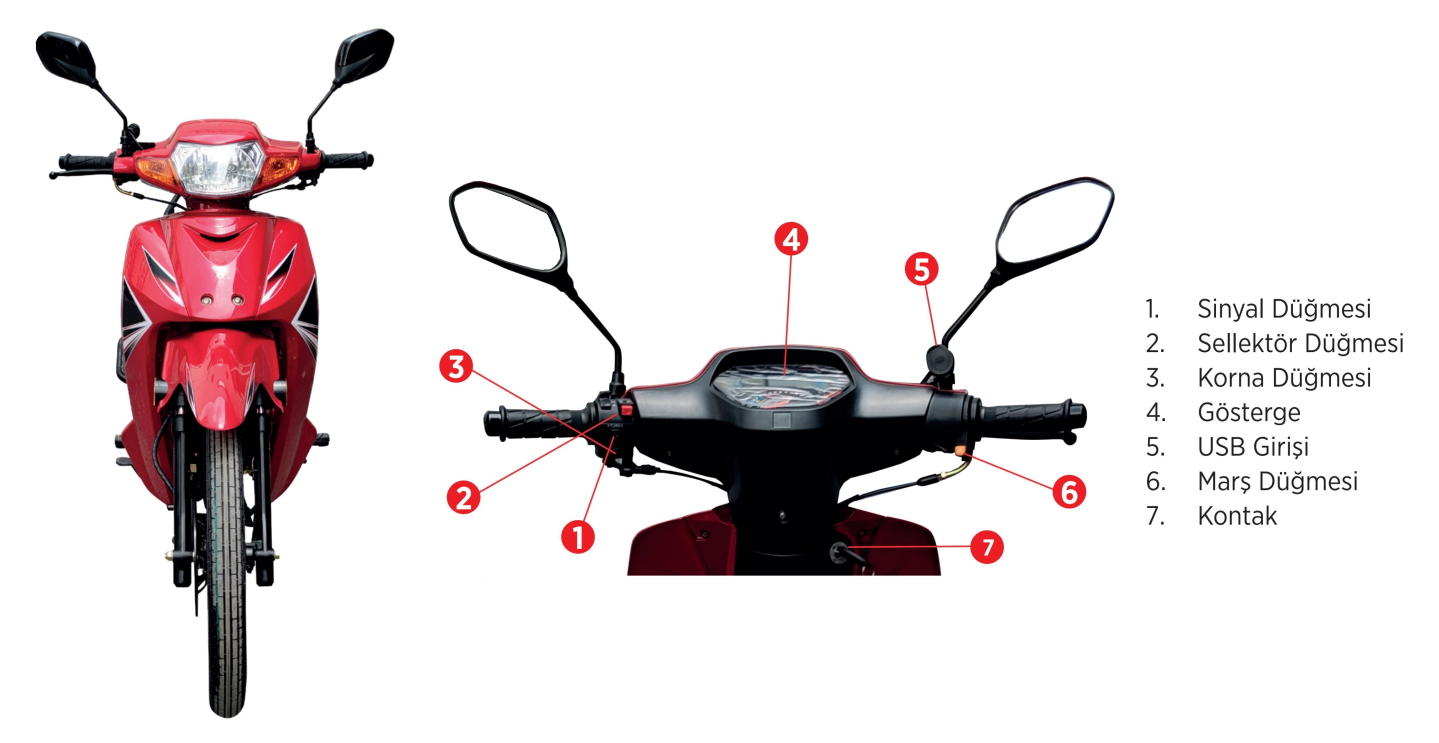 4
5
3
2
1
6
7
1. Sinyal Düğmesi
2. Sellektör Düğmesi
3. Korna Düğmesi
4. Gösterge
5. USB Girişi
6. Marş Düğmesi
7. Kontak